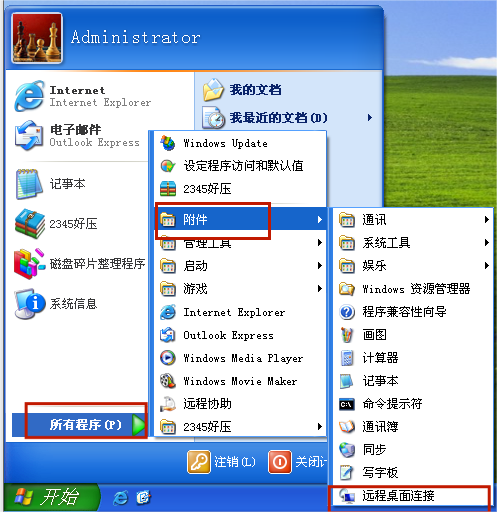 Administrator
Internet
Internet Explorer
电子邮件
Outlook Express
记事本
2345好压
磁盘碎片整理程序
系统信息
所有程序(P)
我的文档
我最近的文档(D)
Windows Update
设定程序访问和默认值
2345好压
附件
管理工具
启动
游戏
Internet Explorer
Outlook Express
Windows Media Player
Windows Movie Maker
远程协助
2345好压
通讯
系统工具
娱乐
Windows 资源管理器
程序兼容性向导
画图
计算器
记事本
命令提示符
通讯簿
同步
写字板
远程桌面连接
注销(L)
关闭计
开始